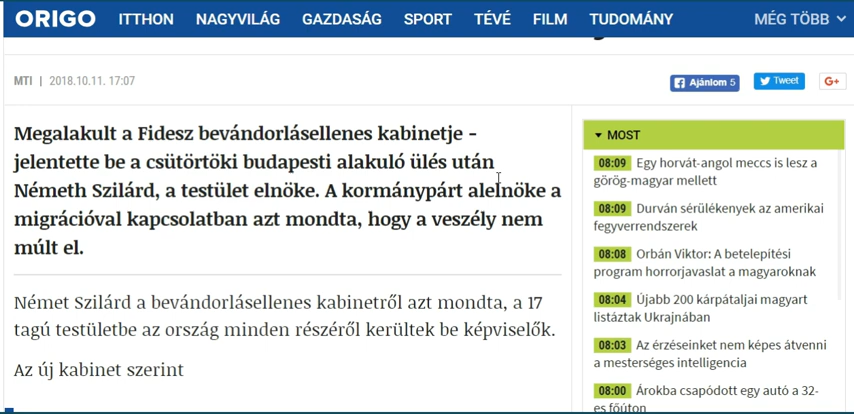 ORIGO ITTHON NAGYVILÁG GAZDASÁG SPORT TÉVÉ FILM TUDOMÁNY MÉG TÖBB
MTI | 2018.10.11. 17:07
Ajánlom 5 Tweet G+
Megalakult a Fidesz bevándorlásellenes kabinetje -
jelentette be a csütörtöki budapesti alakuló ülés után
Németh Szilárd, a testület elnöke. A kormánypárt alelnöke a
migrációval kapcsolatban azt mondta, hogy a veszély nem
múlt el.
Német Szilárd a bevándorlásellenes kabinetről azt mondta, a 17
tagú testületbe az ország minden részéről kerültek be képviselők.
Az új kabinet szerint
MOST
08:09 Egy horvát-angol meccs is lesz a
görög-magyar mellett
08:09 Durván sérülékenyek az amerikai
fegyverrendszerek
08:08 Orbán Viktor: A betelepítési
program horrorjavaslat a magyaroknak
08:04 Újabb 200 kárpátaljai magyart
listáztak Ukrajnában
08:03 Az érzéseinket nem képes átvenni
a mesterséges intelligencia
08:00 Árokba csapódott egy autó a 32-
es főúton